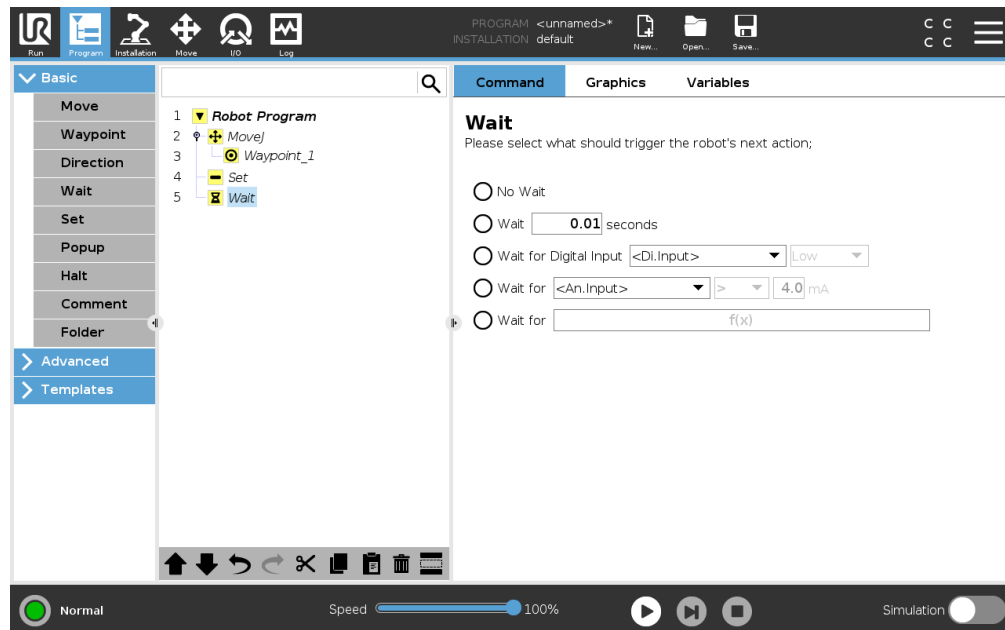 UR
PROGRAM <unnamed>*
INSTALLATION default
C C
C C
Run Program Installation Move I/O Log New... Open... Save...
Basic
Move
Waypoint
Direction
Wait
Set
Popup
Halt
Comment
Folder
Advanced
Templates
1 Robot Program
2 MoveJ
3 Waypoint_1
4 Set
5 Wait
Command Graphics Variables
Wait
Please select what should trigger the robot's next action;
No Wait
Wait 0.01 seconds
Wait for Digital Input <Di.Input> Low
Wait for <An.Input> > 4.0 mA
Wait for f(x)
Normal Speed 100% Simulation